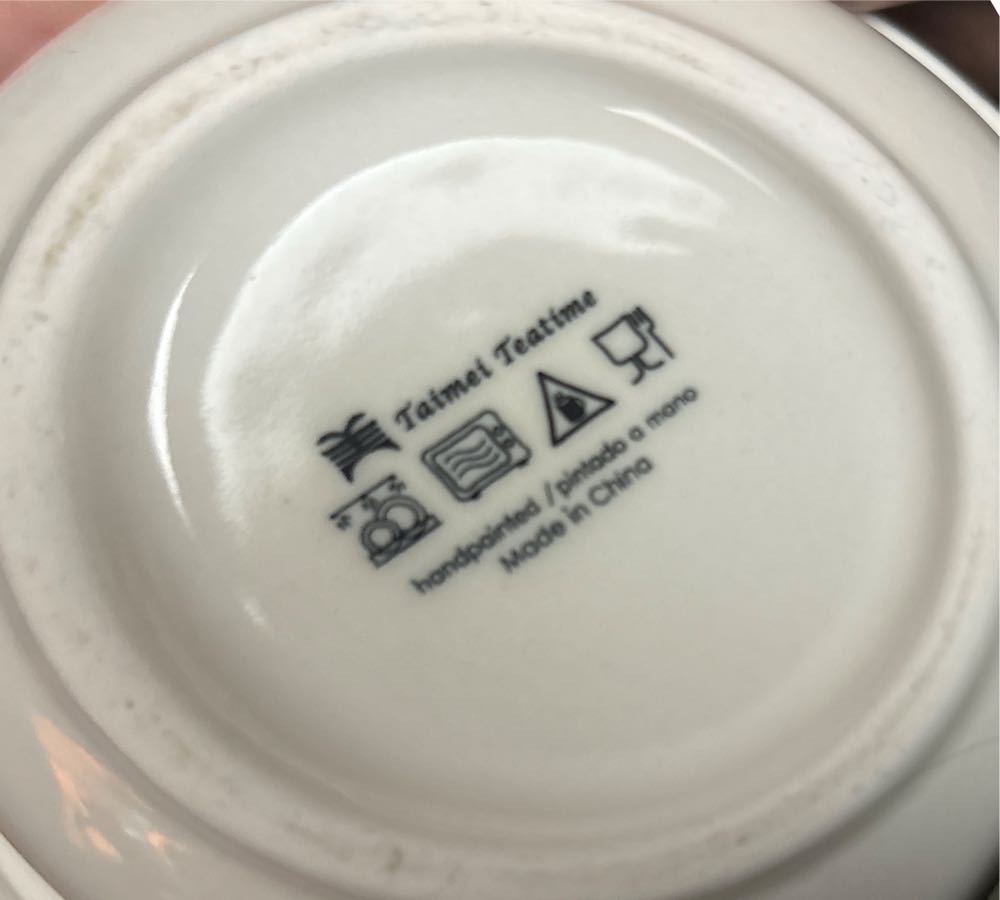 Taimei Teatime
handpainted / pintado a mano
Made in China